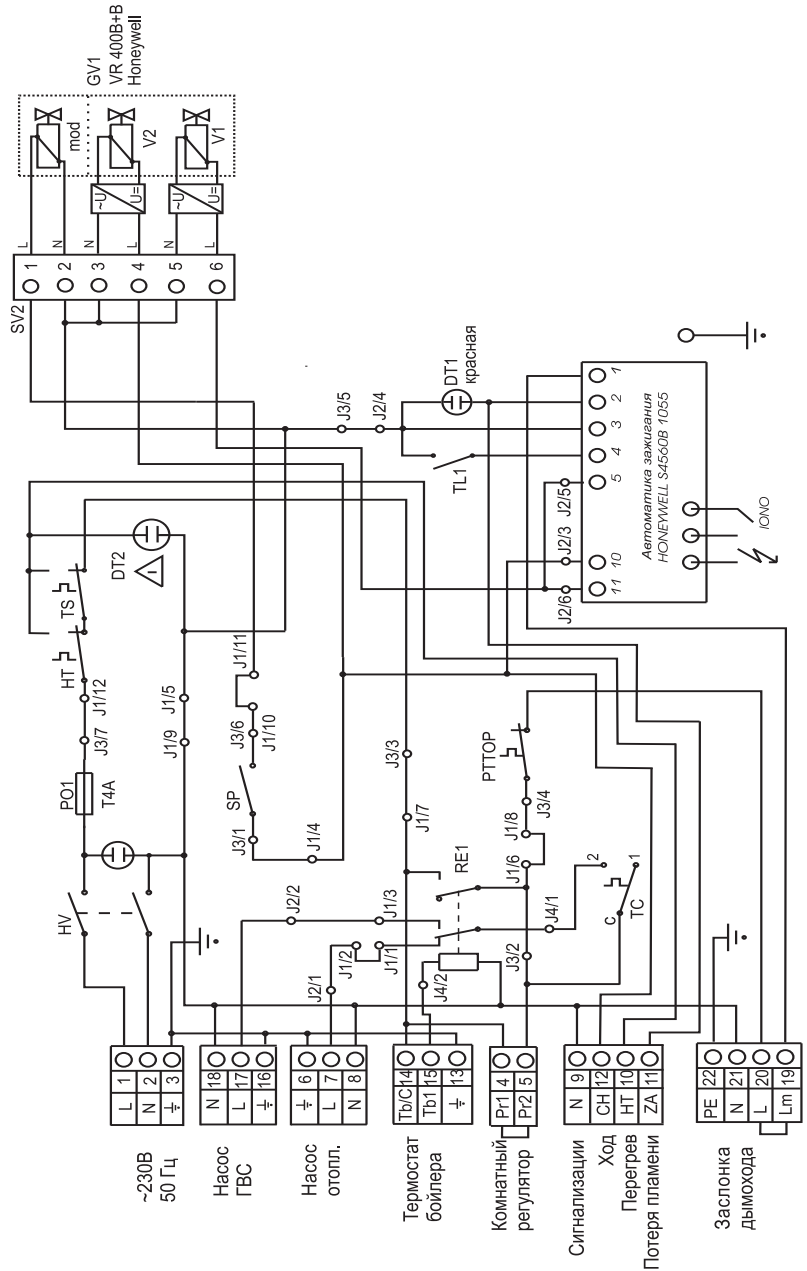 GV1
VR 400B+B
Honeywell
mod
V2
V1
~U
U=
~U
U=
L
N
N
L
N
L
SV2
1
2
3
4
5
6
DT1
красная
J3/5
J2/4
TL1
J2/5
J2/3
J2/6
1
2
3
4
5
10
11
Автоматика зажигания
HONEYWELL S4560B 1055
IONO
DT2
TS
HT
J1/12
J3/7
J1/5
J1/9
PO1
T4A
HV
J1/11
J3/6
J1/10
SP
J3/1
J1/4
J3/3
J1/7
PTTOP
J3/4
J1/8
J1/6
J3/2
RE1
J2/2
J1/3
J1/2
J1/1
J2/1
J4/2
J4/1
2
1
C
TC
~230В
50 Гц
L 1
N 2
3
Насос
ГВС
N 18
L 17
16
Насос
отопл.
6
L 7
N 8
Термостат
бойлера
Tb/C 14
Tb1 15
13
Комнатный
регулятор
Pr1 4
Pr2 5
Сигнализации
Ход
Перегрев
Потеря пламени
N 9
CH 12
HT 10
ZA 11
Заслонка
дымохода
PE 22
N 21
L 20
Lm 19